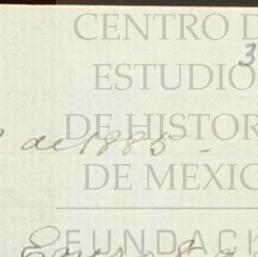 CENTRO D
3
ESTUDIO
DE HISTOR
de 1885 -
DE MEXIC
FUNDACI